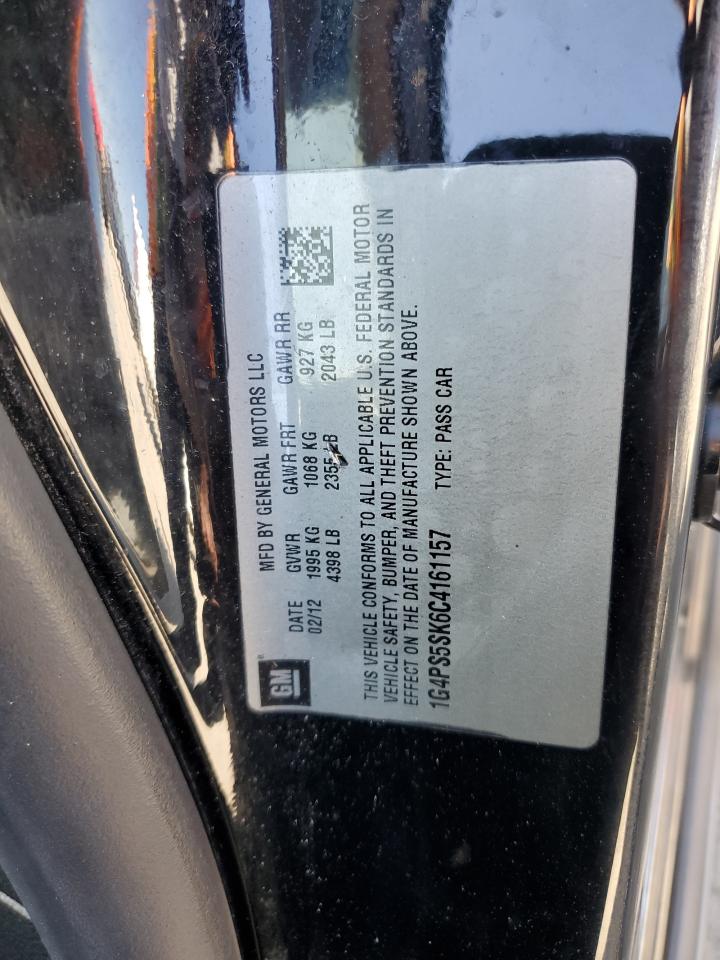 GM
MFD BY GENERAL MOTORS LLC
DATE GVWR GAWR FRT GAWR RR
02/12 1995 KG 1068 KG 927 KG
4398 LB 2355 LB 2043 LB
THIS VEHICLE CONFORMS TO ALL APPLICABLE U.S. FEDERAL MOTOR
VEHICLE SAFETY, BUMPER, AND THEFT PREVENTION STANDARDS IN
EFFECT ON THE DATE OF MANUFACTURE SHOWN ABOVE.
1G4PS5SK6C4161157 TYPE: PASS CAR